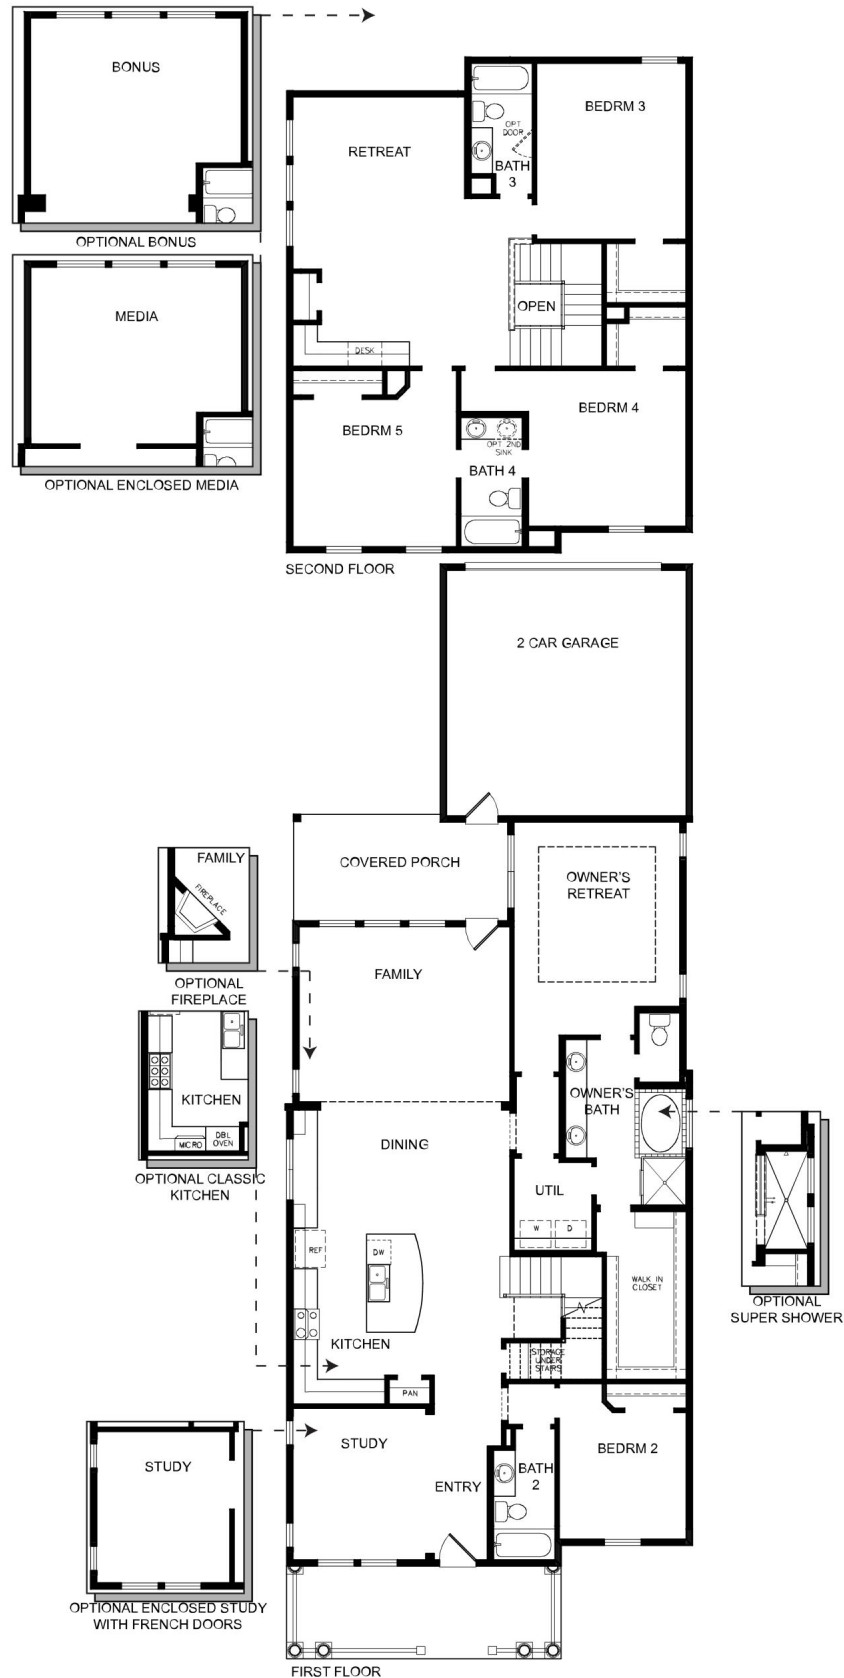 BONUS
OPTIONAL BONUS
MEDIA
OPTIONAL ENCLOSED MEDIA
RETREAT
OPT
DOOR
BATH
3
BEDRM 3
OPEN
DESK
BEDRM 5
BEDRM 4
OPT 2ND
SINK
BATH 4
SECOND FLOOR
2 CAR GARAGE
COVERED PORCH
OWNER'S
RETREAT
FAMILY
FIREPLACE
OPTIONAL
FIREPLACE
FAMILY
KITCHEN
MICRO
DBL
OVEN
OPTIONAL CLASSIC
KITCHEN
OWNER'S
BATH
DINING
UTIL
W
D
REF
DW
WALK IN
CLOSET
OPTIONAL
SUPER SHOWER
KITCHEN
STORAGE
UNDER
STAIRS
PAN
STUDY
ENTRY
BATH
2
BEDRM 2
STUDY
OPTIONAL ENCLOSED STUDY
WITH FRENCH DOORS
FIRST FLOOR